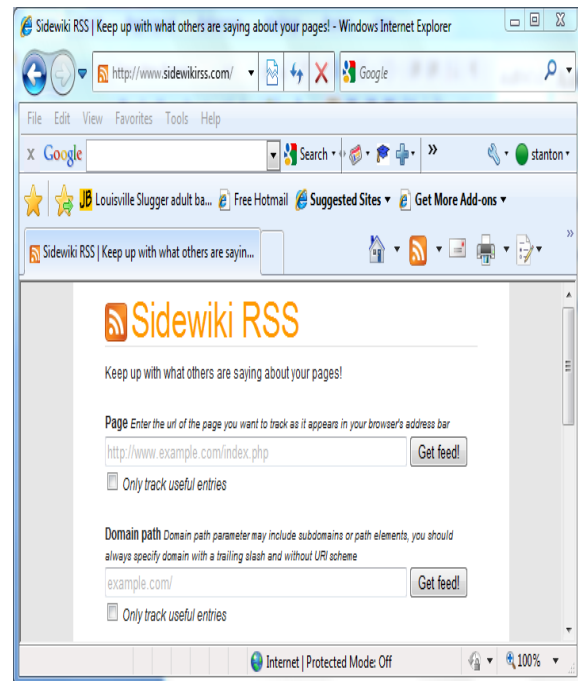 Sidewiki RSS | Keep up with what others are saying about your pages! - Windows Internet Explorer
http://www.sidewikirss.com/ Google
File Edit View Favorites Tools Help
x Google Search » stanton
JB Louisville Slugger adult ba... Free Hotmail Suggested Sites Get More Add-ons
Sidewiki RSS | Keep up with what others are sayin... »
Sidewiki RSS
Keep up with what others are saying about your pages!
Page Enter the url of the page you want to track as it appears in your browser's address bar
http://www.example.com/index.php Get feed!
Only track useful entries
Domain path Domain path parameter may include subdomains or path elements, you should
always specify domain with a trailing slash and without URI scheme
example.com/ Get feed!
Only track useful entries
Internet | Protected Mode: Off 100%